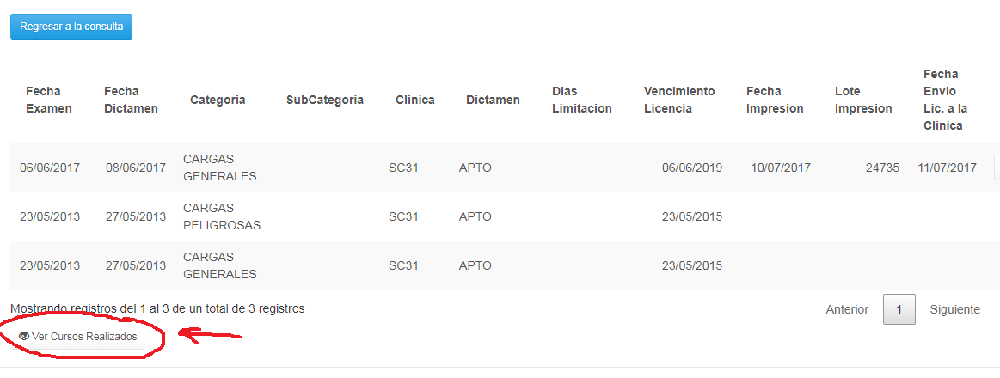 Regresar a la consulta
Fecha Examen Fecha Dictamen Categoria SubCategoria Clinica Dictamen Dias Limitacion Vencimiento Licencia Fecha Impresion Lote Impresion Fecha Envio Lic. a la Clinica
06/06/2017 08/06/2017 CARGAS GENERALES SC31 APTO 06/06/2019 10/07/2017 24735 11/07/2017
23/05/2013 27/05/2013 CARGAS PELIGROSAS SC31 APTO 23/05/2015
23/05/2013 27/05/2013 CARGAS GENERALES SC31 APTO 23/05/2015
Mostrando registros del 1 al 3 de un total de 3 registros
Anterior 1 Siguiente
Ver Cursos Realizados